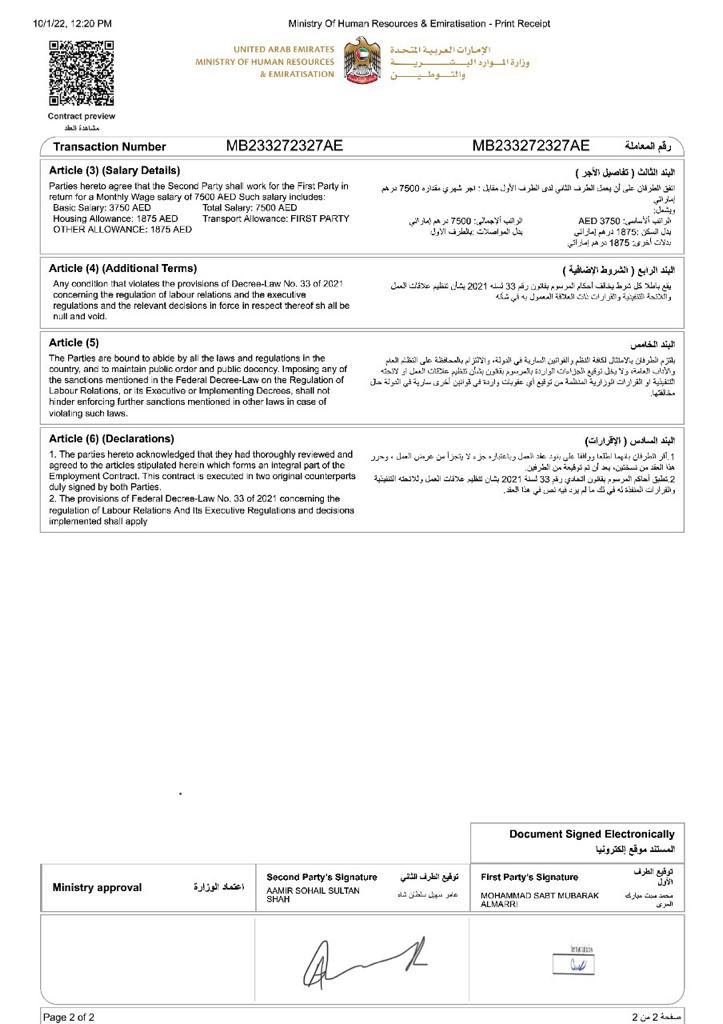 10/1/22, 12:20 PM
Ministry Of Human Resources & Emiratisation - Print Receipt
UNITED ARAB EMIRATES
MINISTRY OF HUMAN RESOURCES
& EMIRATISATION
الإمارات العربية المتحدة
وزارة الموارد البشرية
والتوطين
Contract preview
مشاهدة العقد
Transaction Number
MB233272327AE
MB233272327AE
رقم المعاملة
Article (3) (Salary Details)
Parties hereto agree that the Second Party shall work for the First Party in
return for a Monthly Wage salary of 7500 AED Such salary includes:
Basic Salary: 3750 AED Total Salary: 7500 AED
Housing Allowance: 1875 AED Transport Allowance: FIRST PARTY
OTHER ALLOWANCE: 1875 AED
البند الثالث ( تفاصيل الأجر )
اتفق الطرفان على أن يعمل الطرف الثاني لدى الطرف الأول مقابل : اجر شهري مقداره 7500 درهم
إماراتي
ويشمل:
الراتب الأساسي: 3750 AED الراتب الاجمالي: 7500 درهم إماراتي
بدل السكن :1875 درهم إماراتي بدل المواصلات: بالطرف الاول
بدلات أخرى: 1875 درهم إماراتي
Article (4) (Additional Terms)
Any condition that violates the provisions of Decree-Law No. 33 of 2021
concerning the regulation of labour relations and the executive
regulations and the relevant decisions in force in respect thereof sh all be
null and void.
البند الرابع ( الشروط الإضافية )
يقع باطلا كل شرط يخالف أحكام المرسوم بقانون رقم 33 لسنه 2021 بشأن تنظيم علاقات العمل
واللائحة التنفيذية والقرارات ذات العلاقة المعمول به في شأنه
Article (5)
The Parties are bound to abide by all the laws and regulations in the
country, and to maintain public order and public decency. Imposing any of
the sanctions mentioned in the Federal Decree-Law on the Regulation of
Labour Relations, or its Executive or Implementing Decrees, shall not
hinder enforcing further sanctions mentioned in other laws in case of
violating such laws.
البند الخامس
يلتزم الطرفان بالامتثال لكافة النظم والقوانين السارية في الدولة، والالتزام بالمحافظة على النظام العام
والآداب العامة، ولا يخل توقيع الجزاءات الواردة بالمرسوم بقانون بشأن تنظيم علاقات العمل او لائحته
التنفيذية او القرارات الوزارية المنظمة من توقيع أي عقوبات واردة في قوانين أخرى سارية في الدولة حال
مخالفتها.
Article (6) (Declarations)
1. The parties hereto acknowledged that they had thoroughly reviewed and
agreed to the articles stipulated herein which forms an integral part of the
Employment Contract. This contract is executed in two original counterparts
duly signed by both Parties.
2. The provisions of Federal Decree-Law No. 33 of 2021 concerning the
regulation of Labour Relations And Its Executive Regulations and decisions
implemented shall apply
البند السادس ( الإقرارات)
1.أقر الطرفان بانهما اطلعا ووافقا على بنود عقد العمل وباعتباره جزء لا يتجزأ من عرض العمل ، وحرر
هذا العقد من نسختين، بعد أن تم توقيعة من الطرفين.
2.تطبق أحكام المرسوم بقانون اتحادي رقم 33 لسنة 2021 بشان تنظيم علاقات العمل وللائحته التنفيذية
والقرارات المنفذة له في ذلك ما لم يرد فيه نص في هذا العقد.
Document Signed Electronically
المستند موقع إلكترونيا
Ministry approval
اعتماد الوزارة
Second Party's Signature
توقيع الطرف الثاني
AAMIR SOHAIL SULTAN
SHAH
عامر سهيل سلطان شاه
First Party's Signature
توقيع الطرف
الأول
MOHAMMAD SABT MUBARAK
ALMARRI
محمد سبت مبارك
المري
Page 2 of 2
صفحة 2 من 2